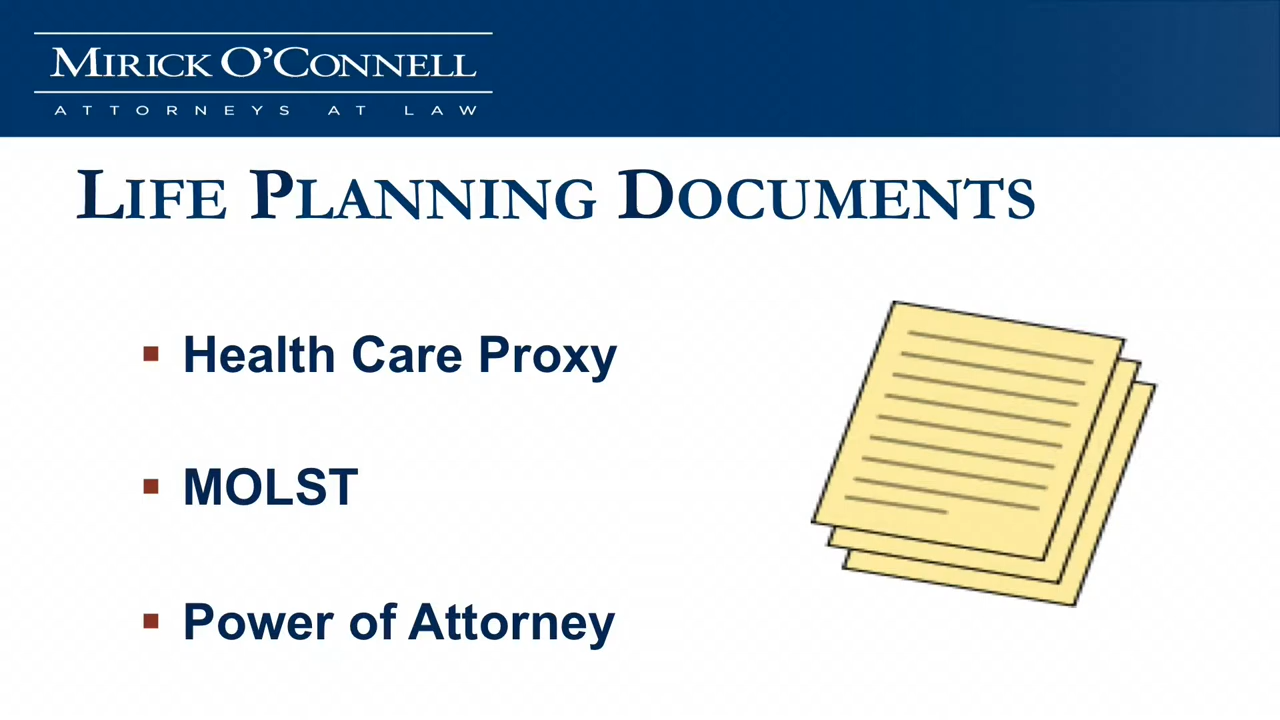 MIRICK O'CONNELL
ATTORNEYS AT LAW
LIFE PLANNING DOCUMENTS
▪ Health Care Proxy
▪ MOLST
▪ Power of Attorney